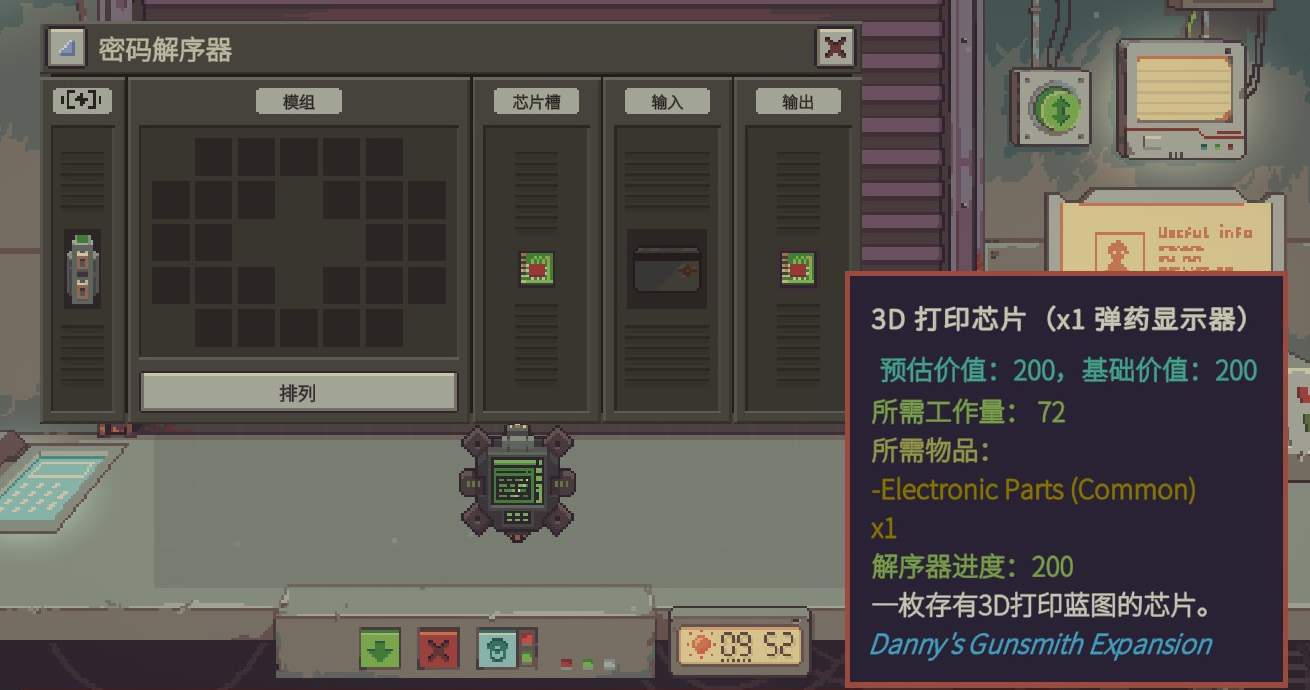 密码解序器
模组
芯片槽
输入
输出
排列
Useful info
3D 打印芯片（x1 弹药显示器）
预估价值：200，基础价值：200
所需工作量： 72
所需物品：
-Electronic Parts (Common)
x1
解序器进度：200
一枚存有3D打印蓝图的芯片。
Danny's Gunsmith Expansion
09 52